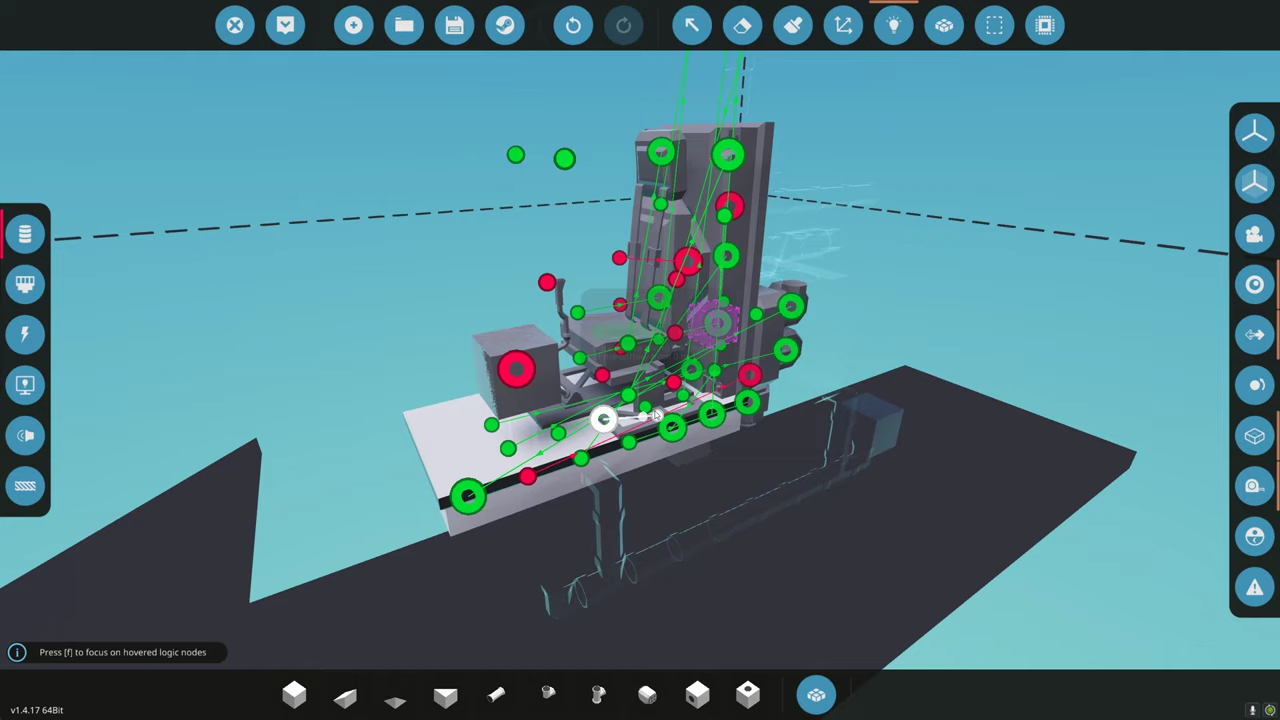 Press [f] to focus on hovered logic nodes
v1.4.17 64Bit